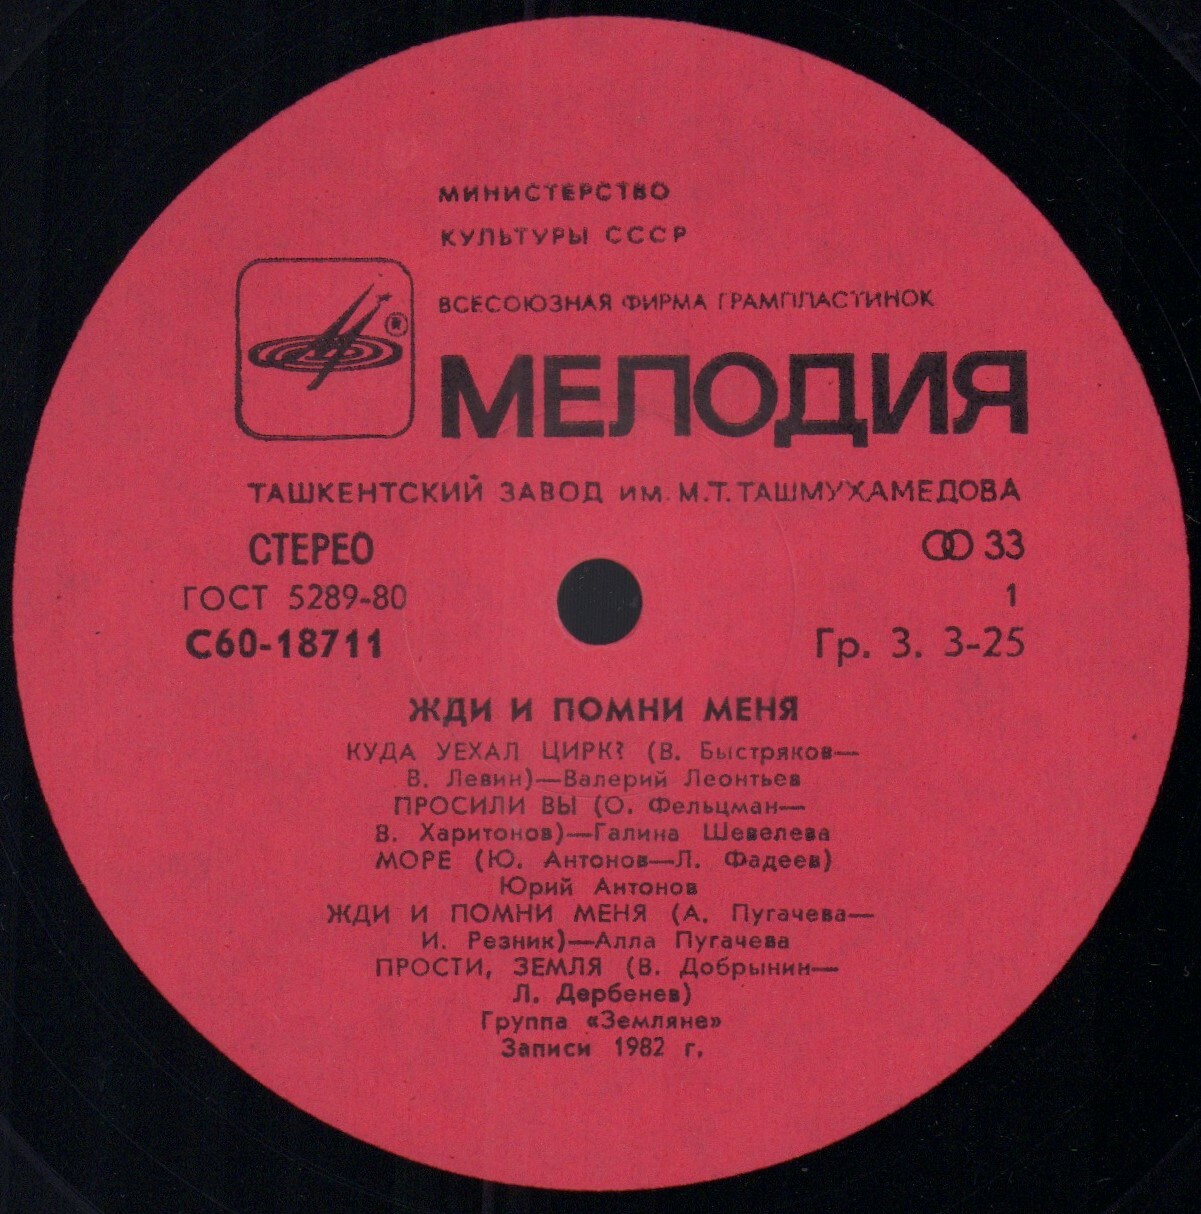 МИНИСТЕРСТВО
КУЛЬТУРЫ СССР
ВСЕСОЮЗНАЯ ФИРМА ГРАМПЛАСТИНОК
®
МЕЛОДИЯ
ТАШКЕНТСКИЙ ЗАВОД ИМ. М.Т. ТАШМУХАМЕДОВА
СТЕРЕО
33
ГОСТ 5289-80
1
С60-18711
Гр. 3. 3-25
ЖДИ И ПОМНИ МЕНЯ
КУДА УЕХАЛ ЦИРК? (В. Быстряков—
В. Левин)—Валерий Леонтьев
ПРОСИЛИ ВЫ (О. Фельцман—
В. Харитонов)—Галина Шевелева
МОРЕ (Ю. Антонов—Л. Фадеев)
Юрий Антонов
ЖДИ И ПОМНИ МЕНЯ (А. Пугачева—
И. Резник)—Алла Пугачева
ПРОСТИ, ЗЕМЛЯ (В. Добрынин—
Л. Дербенев)
Группа «Земляне»
Записи 1982 г.